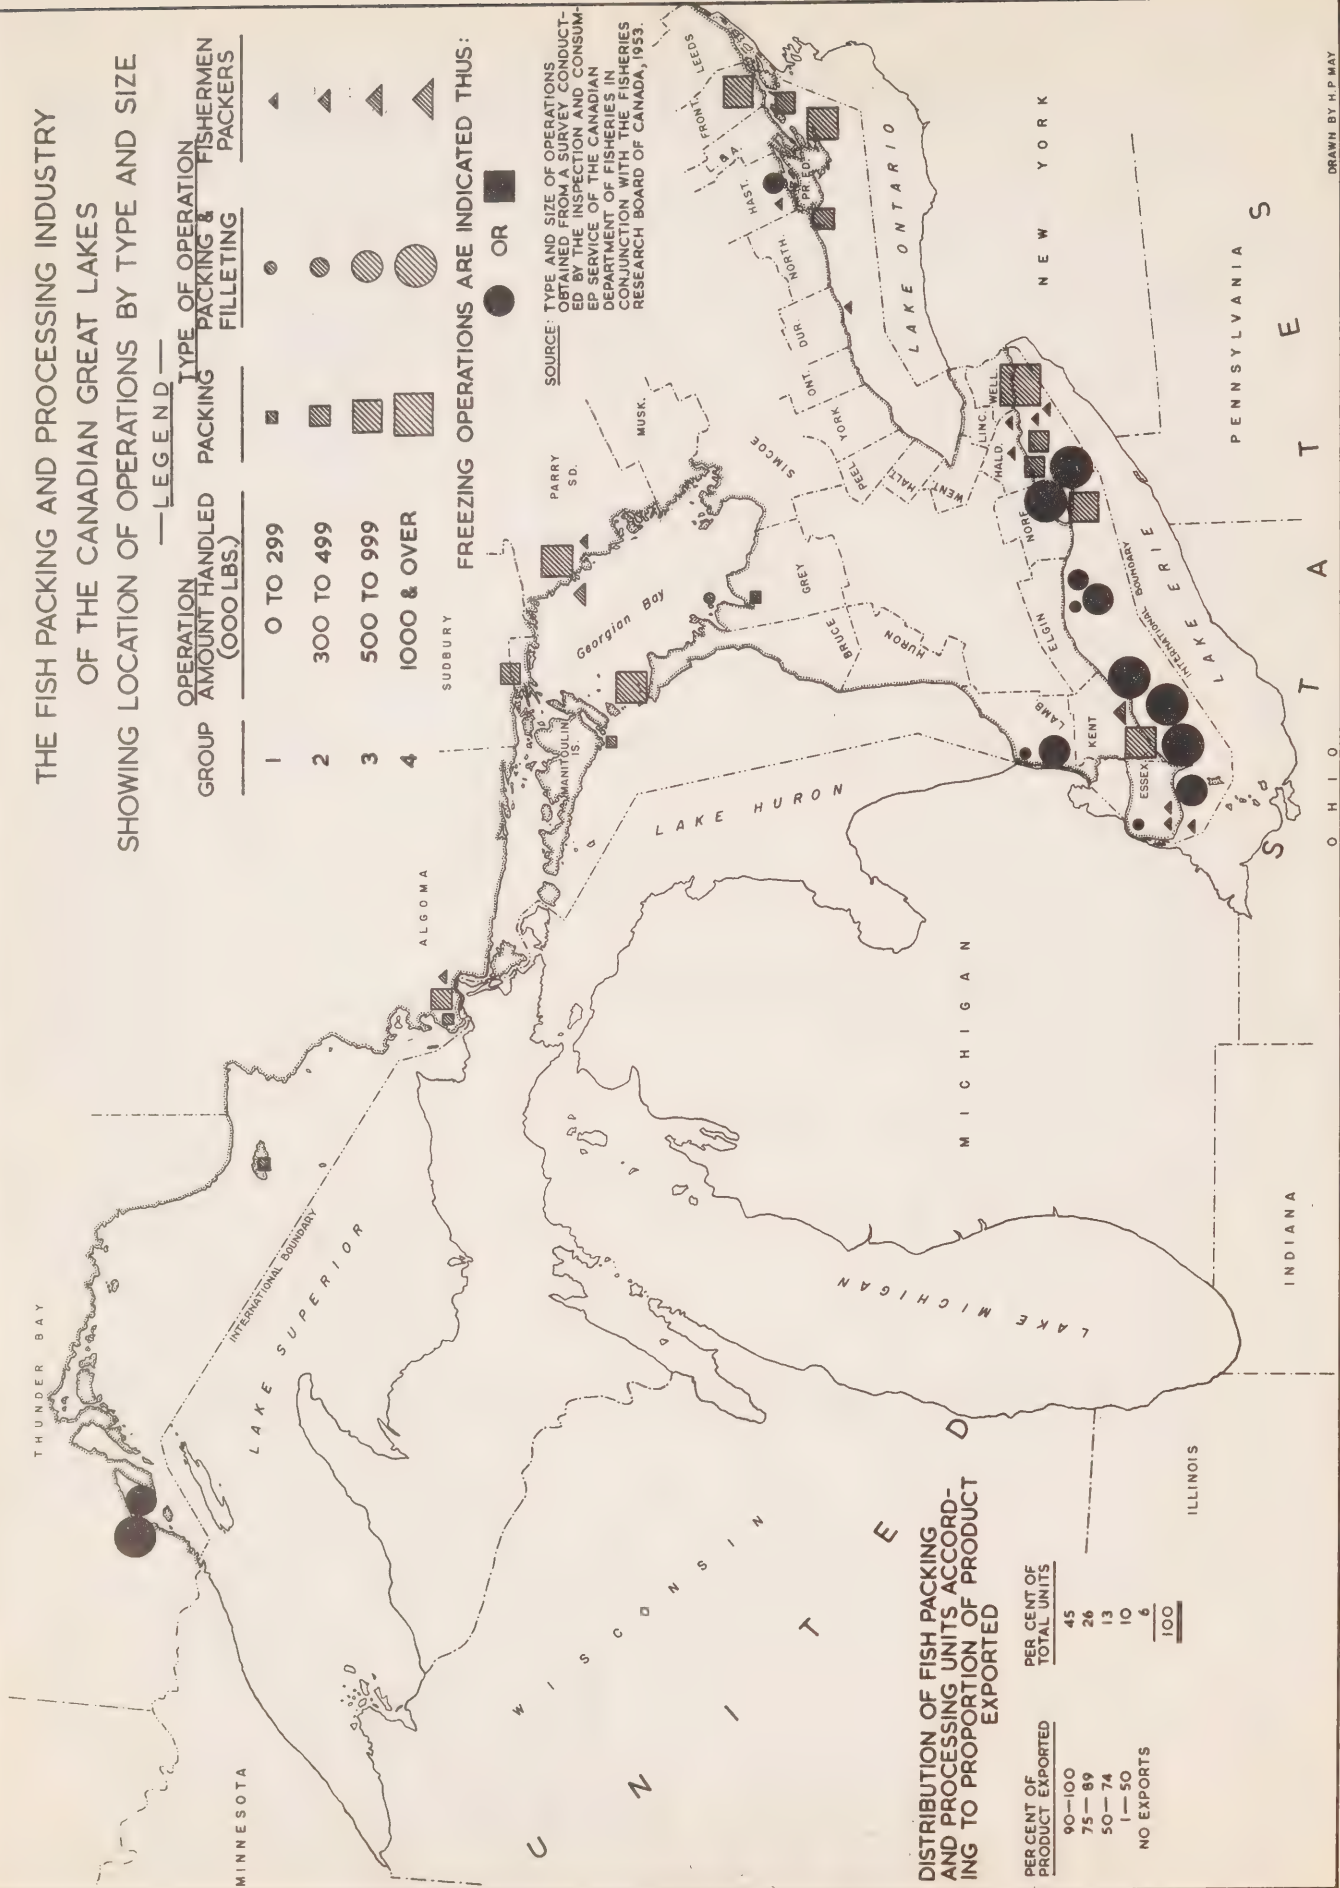 THE FISH PACKING AND PROCESSING INDUSTRY
OF THE CANADIAN GREAT LAKES
SHOWING LOCATION OF OPERATIONS BY TYPE AND SIZE
—LEGEND—
OPERATION
TYPE OF OPERATION
GROUP
AMOUNT HANDLED
(000 LBS.)
PACKING
PACKING &
FILLETING
FISHERMEN
PACKERS
1 0 TO 299
2 300 TO 499
3 500 TO 999
4 1000 & OVER
FREEZING OPERATIONS ARE INDICATED THUS:
OR
SOURCE: TYPE AND SIZE OF OPERATIONS
OBTAINED FROM A SURVEY CONDUCT-
ED BY THE INSPECTION AND CONSUM-
EP SERVICE OF THE CANADIAN
DEPARTMENT OF FISHERIES IN
CONJUNCTION WITH THE FISHERIES
RESEARCH BOARD OF CANADA, 1953.
THUNDER BAY
ALGOMA
SUDBURY
PARRY
SD.
MUSK.
SIMCOE
GREY
BRUCE
HURON
Georgian Bay
MANITOULIN
IS.
LAKE HURON
LAKE SUPERIOR
INTERNATIONAL BOUNDARY
LAKE MICHIGAN
MICHIGAN
LEEDS
FRONT.
&A.
HAST.
PR. ED.
NORTH.
DUR.
ONT.
YORK
PEEL
HALT.
WENT.
LINC.
WELL.
HALD.
NORF.
ELGIN
LAMB.
KENT
ESSEX
LAKE ONTARIO
LAKE ERIE
INTERNATIONAL BOUNDARY
NEW YORK
PENNSYLVANIA
OHIO
INDIANA
ILLINOIS
WISCONSIN
MINNESOTA
UNITED STATES
DISTRIBUTION OF FISH PACKING
AND PROCESSING UNITS ACCORD-
ING TO PROPORTION OF PRODUCT
EXPORTED
PER CENT OF
PRODUCT EXPORTED
PER CENT OF
TOTAL UNITS
90—100 45
75—89 26
50—74 13
1—50 10
NO EXPORTS 6
100
DRAWN BY H.P. MAY